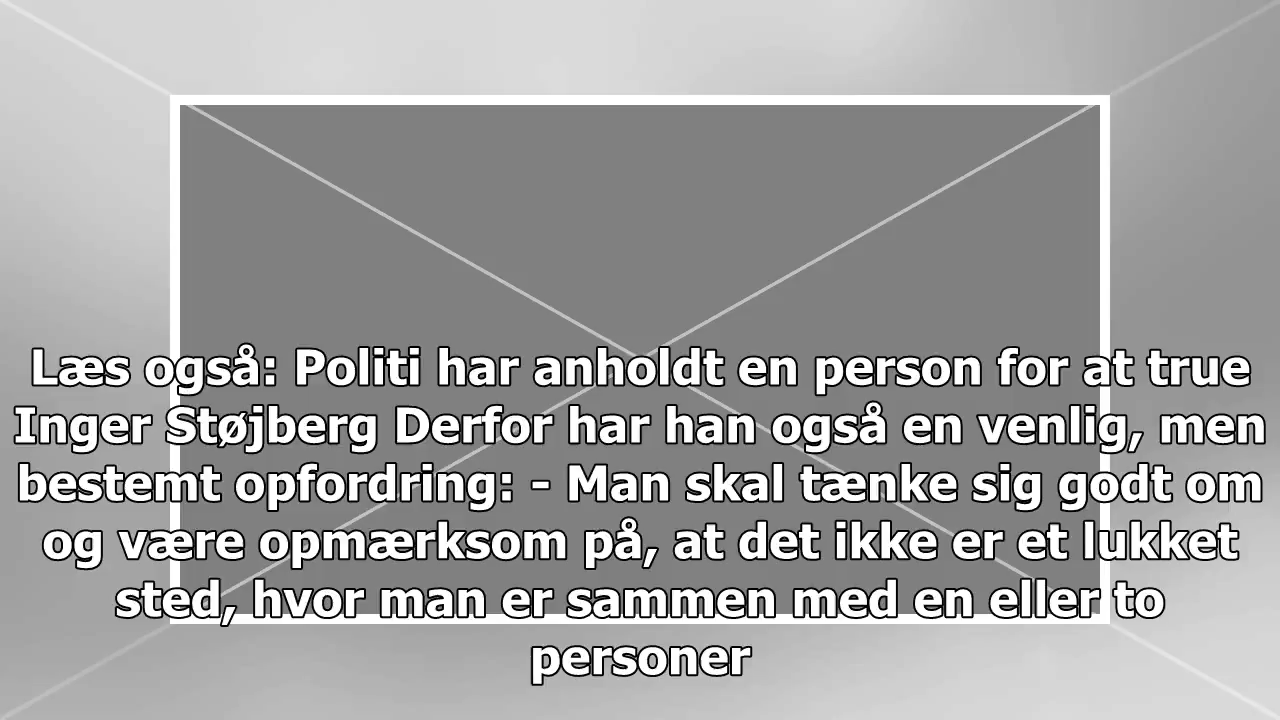 Læs også: Politi har anholdt en person for at true
Inger Støjberg Derfor har han også en venlig, men
bestemt opfordring: - Man skal tænke sig godt om
og være opmærksom på, at det ikke er et lukket
sted, hvor man er sammen med en eller to
personer